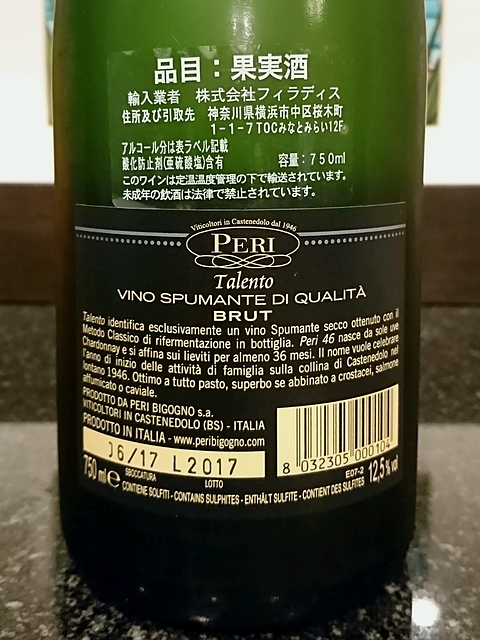 品目：果実酒
輸入業者　株式会社フィラディス
住所及び引取先　神奈川県横浜市中区桜木町
1-1-7TOCみなとみらい12F
アルコール分は表ラベル記載
酸化防止剤(亜硫酸塩)含有　容量：750ml
このワインは定温温度管理の下で輸送されています。
未成年の飲酒は法律で禁止されています。
Viticoltori in Castenedolo dal 1946
PERI
Talento
VINO SPUMANTE DI QUALITÀ
BRUT
Talento identifica esclusivamente un vino Spumante secco ottenuto con il
Metodo Classico di rifermentazione in bottiglia. Peri 46 nasce da sole uve
Chardonnay e si affina sui lieviti per almeno 36 mesi. Il nome vuole celebrare
l'anno di inizio delle attività di famiglia sulla collina di Castenedolo nel
lontano 1946. Ottimo a tutto pasto, superbo se abbinato a crostacei, salmone
affumicato o caviale.
PRODOTTO DA PERI BIGOGNO s.a.
VITICOLTORI IN CASTENEDOLO (BS) - ITALIA
PRODOTTO IN ITALIA - www.peribigogno.com
06/17 L2017
8 032305 000104
750 ml e SBOCCATURA LOTTO E07-2 12,5% vol
CONTIENE SOLFITI - CONTAINS SULPHITES - ENTHÄLT SULFITE - CONTIENT DES SULFITES